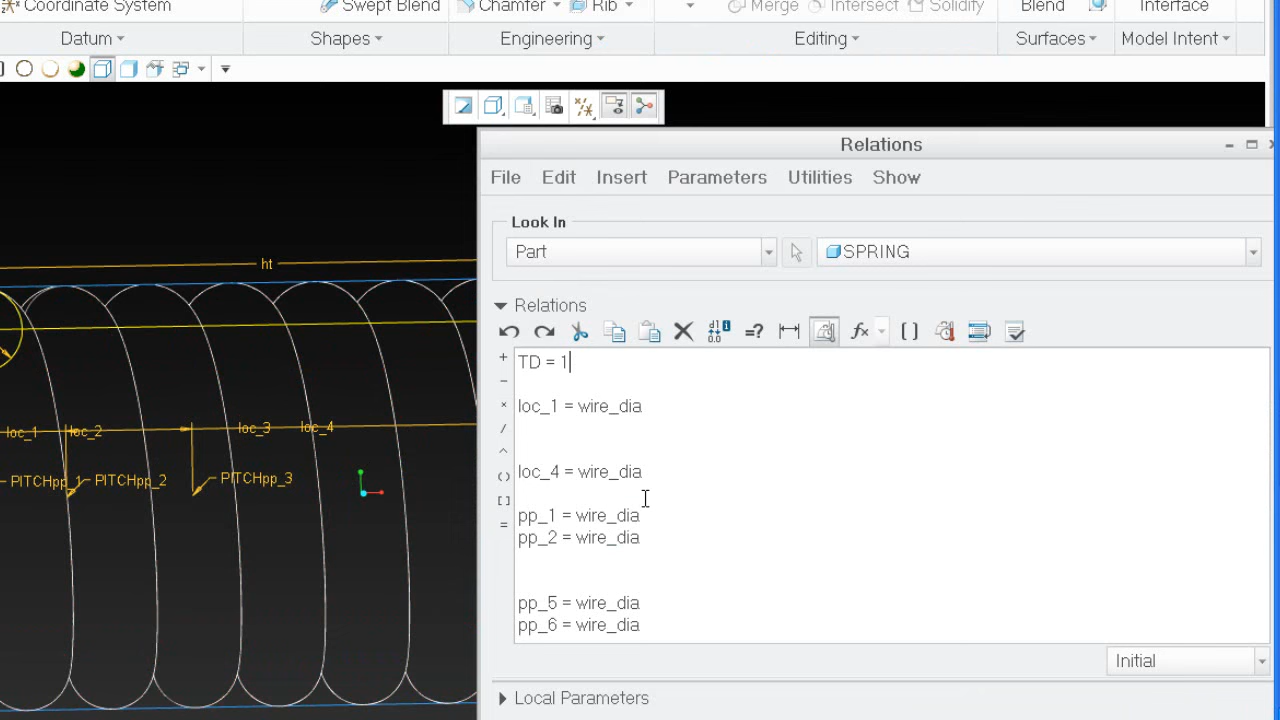 Coordinate System
Swept Blend
Chamfer
Rib
Merge
Intersect
Solidify
Blend
Interface
Datum
Shapes
Engineering
Editing
Surfaces
Model Intent
Relations
File Edit Insert Parameters Utilities Show
Look In
Part
SPRING
Relations
TD = 1
loc_1 = wire_dia
loc_4 = wire_dia
pp_1 = wire_dia
pp_2 = wire_dia
pp_5 = wire_dia
pp_6 = wire_dia
Initial
Local Parameters
ht
loc_1 loc_2 loc_3 loc_4
PITCHpp_1 PITCHpp_2 PITCHpp_3